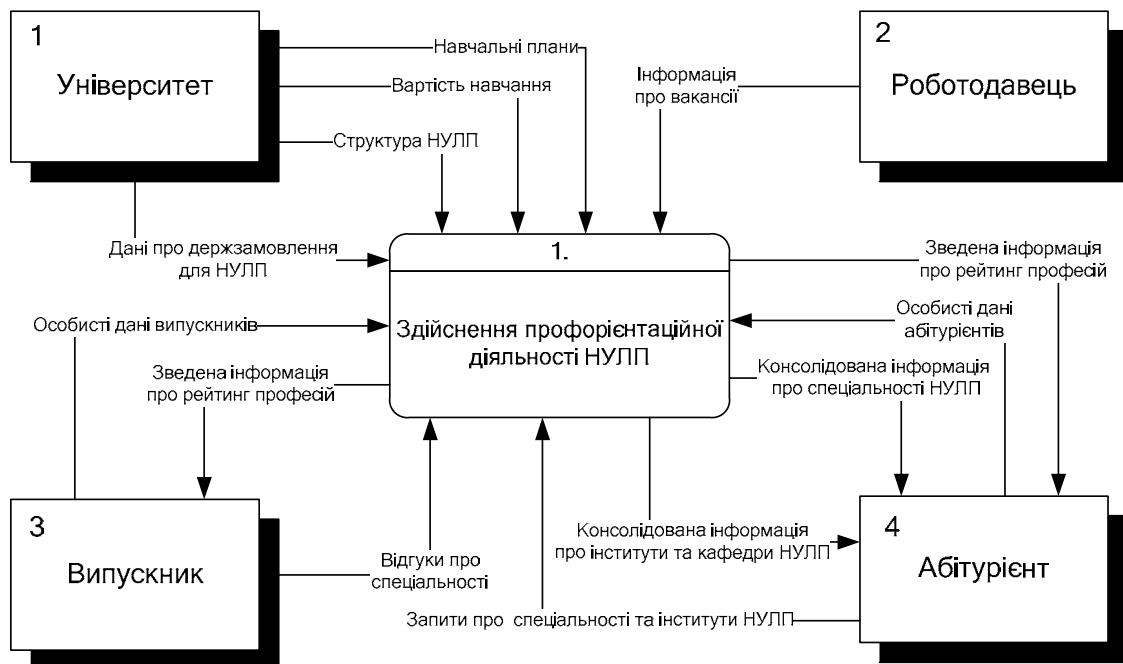 1
Університет
Навчальні плани
Вартість навчання
Структура НУЛП
Інформація
про вакансії
2
Роботодавець
Дані про держзамовлення
для НУЛП
1.
Здійснення профорієнтаційної
діяльності НУЛП
Зведена інформація
про рейтинг професій
Особисті дані випускників
Особисті дані
абітурієнтів
Зведена інформація
про рейтинг професій
Консолідована інформація
про спеціальності НУЛП
3
Випускник
Відгуки про
спеціальності
Консолідована інформація
про інститути та кафедри НУЛП
4
Абітурієнт
Запити про спеціальності та інститути НУЛП